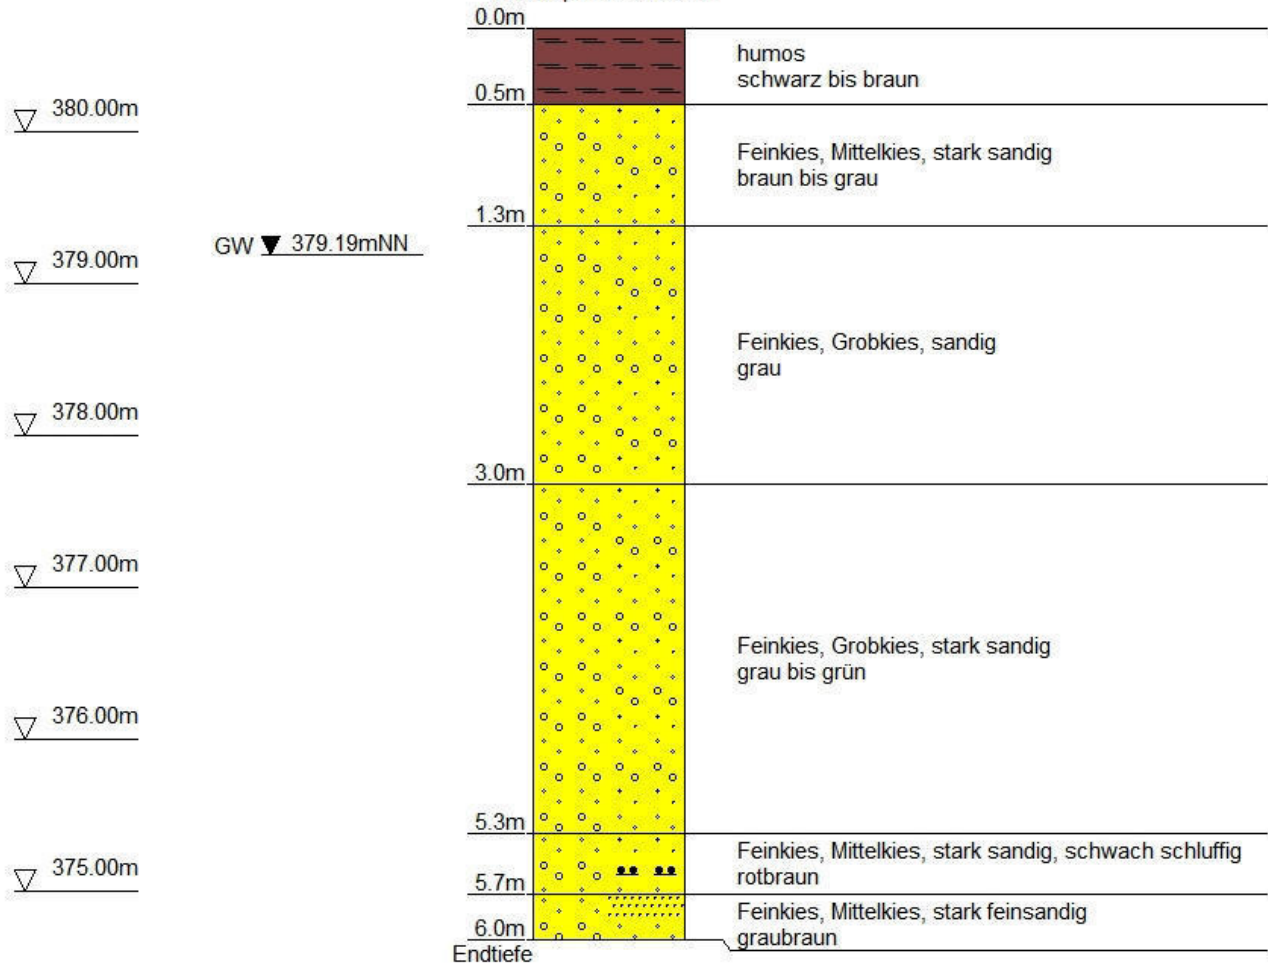 0.0m
humos
schwarz bis braun
0.5m
380.00m
Feinkies, Mittelkies, stark sandig
braun bis grau
1.3m
GW 379.19mNN
379.00m
Feinkies, Grobkies, sandig
grau
378.00m
3.0m
377.00m
Feinkies, Grobkies, stark sandig
grau bis grün
376.00m
5.3m
Feinkies, Mittelkies, stark sandig, schwach schluffig
rotbraun
375.00m
5.7m
Feinkies, Mittelkies, stark feinsandig
graubraun
6.0m
Endtiefe